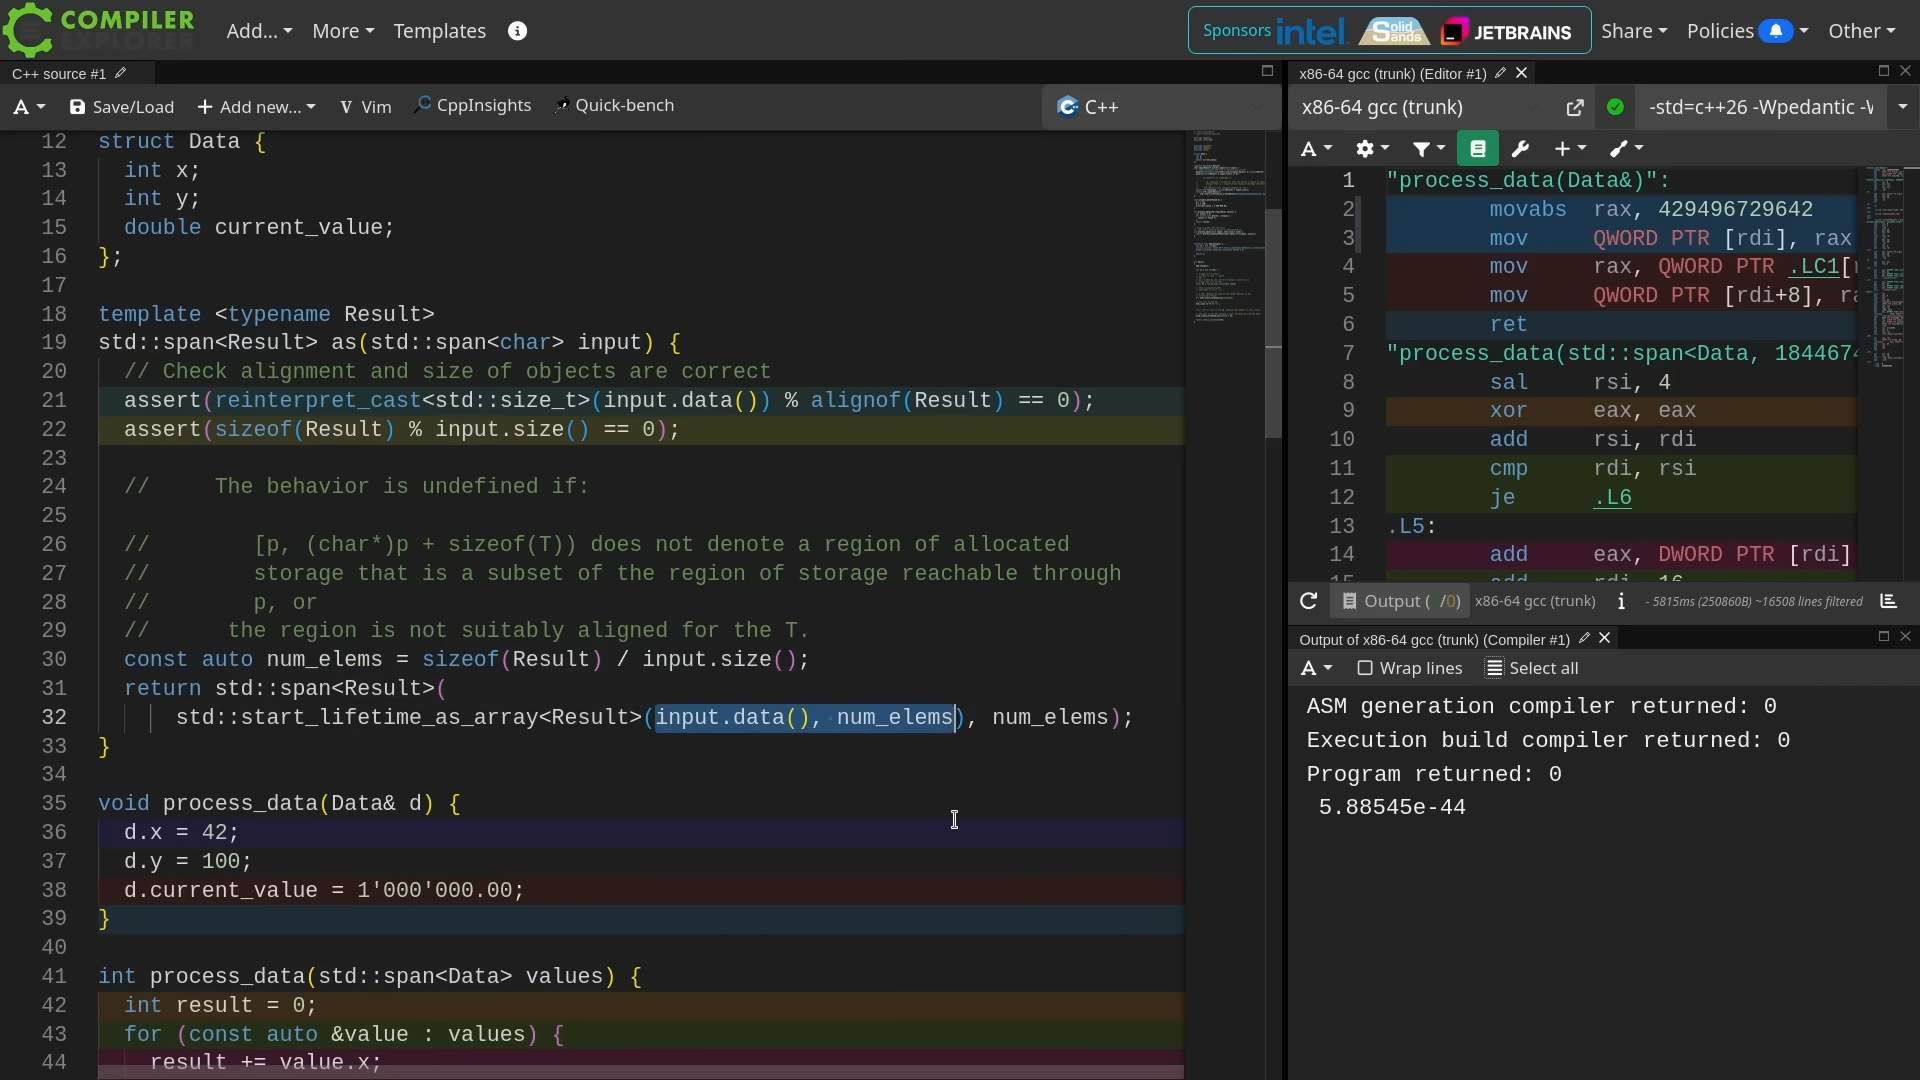 COMPILER
EXPLORER
Add...
More
Templates
Sponsors intel. Solid Sands JETBRAINS
Share
Policies
Other
C++ source #1
A
Save/Load
+ Add new...
V Vim
CppInsights
Quick-bench
C++
12 struct Data {
13 int x;
14 int y;
15 double current_value;
16 };
17
18 template <typename Result>
19 std::span<Result> as(std::span<char> input) {
20 // Check alignment and size of objects are correct
21 assert(reinterpret_cast<std::size_t>(input.data()) % alignof(Result) == 0);
22 assert(sizeof(Result) % input.size() == 0);
23
24 // The behavior is undefined if:
25
26 // [p, (char*)p + sizeof(T)) does not denote a region of allocated
27 // storage that is a subset of the region of storage reachable through
28 // p, or
29 // the region is not suitably aligned for the T.
30 const auto num_elems = sizeof(Result) / input.size();
31 return std::span<Result>(
32 std::start_lifetime_as_array<Result>(input.data(), num_elems), num_elems);
33 }
34
35 void process_data(Data& d) {
36 d.x = 42;
37 d.y = 100;
38 d.current_value = 1'000'000.00;
39 }
40
41 int process_data(std::span<Data> values) {
42 int result = 0;
43 for (const auto &value : values) {
44 result += value.x;
x86-64 gcc (trunk) (Editor #1)
x86-64 gcc (trunk)
-std=c++26 -Wpedantic -W
A
1 "process_data(Data&)":
2 movabs rax, 429496729642
3 mov QWORD PTR [rdi], rax
4 mov rax, QWORD PTR .LC1[r
5 mov QWORD PTR [rdi+8], ra
6 ret
7 "process_data(std::span<Data, 1844674
8 sal rsi, 4
9 xor eax, eax
10 add rsi, rdi
11 cmp rdi, rsi
12 je .L6
13 .L5:
14 add eax, DWORD PTR [rdi]
15 add rdi, 16
Output ( /0) x86-64 gcc (trunk) i - 5815ms (250860B) ~16508 lines filtered
Output of x86-64 gcc (trunk) (Compiler #1)
A
Wrap lines
Select all
ASM generation compiler returned: 0
Execution build compiler returned: 0
Program returned: 0
5.88545e-44